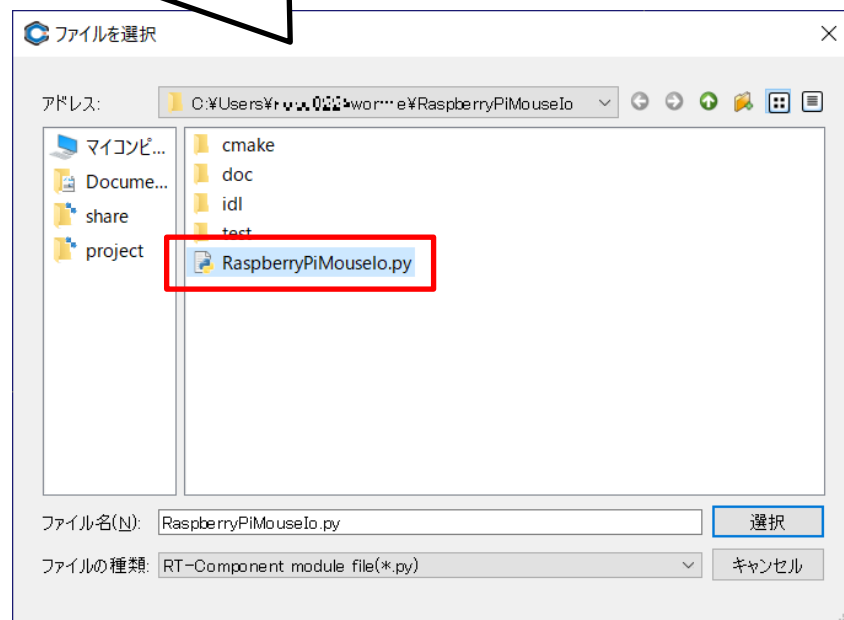 ファイルを選択
アドレス:
C:¥Users¥ wor…e¥RaspberryPiMouseIo
マイコンピ...
Docume...
share
project
cmake
doc
idl
test
RaspberryPiMouseIo.py
ファイル名(N): RaspberryPiMouseIo.py 選択
ファイルの種類: RT-Component module file(*.py) キャンセル